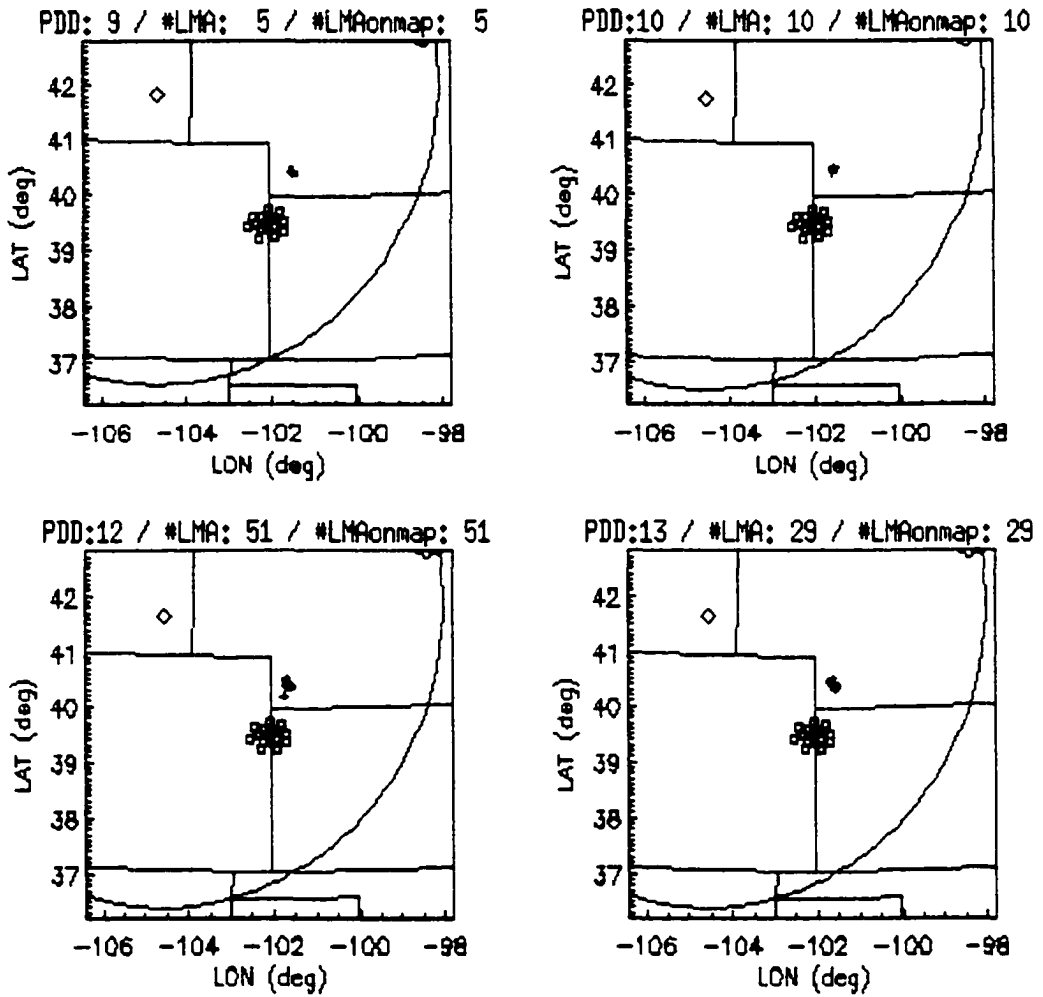 PDD: 9 / #LMA: 5 / #LMAonmap: 5
42
41
40
39
38
37
LAT (deg)
-106 -104 -102 -100 -98
LON (deg)
PDD:10 / #LMA: 10 / #LMAonmap: 10
42
41
40
39
38
37
LAT (deg)
-106 -104 -102 -100 -98
LON (deg)
PDD:12 / #LMA: 51 / #LMAonmap: 51
42
41
40
39
38
37
LAT (deg)
-106 -104 -102 -100 -98
LON (deg)
PDD:13 / #LMA: 29 / #LMAonmap: 29
42
41
40
39
38
37
LAT (deg)
-106 -104 -102 -100 -98
LON (deg)